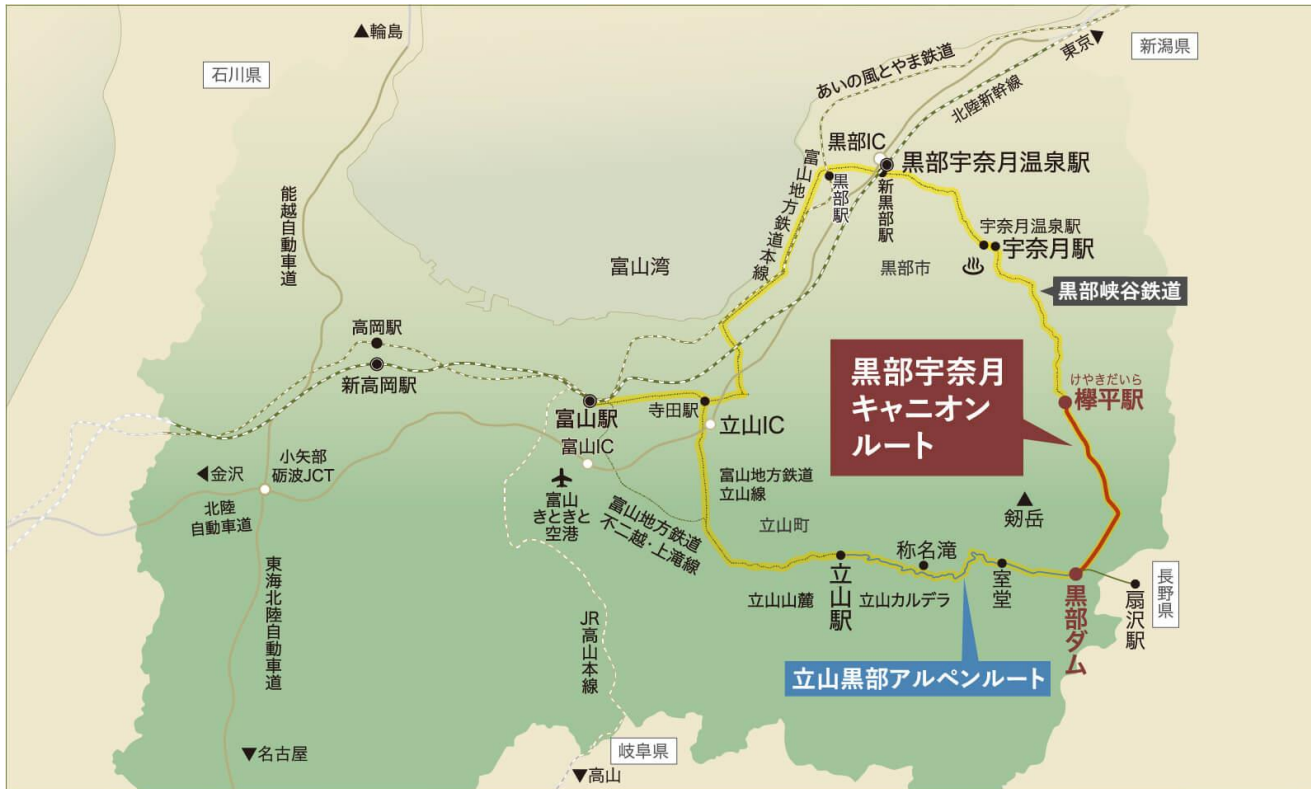 ▲輪島
石川県
あいの風とやま鉄道
東京▲
新潟県
北陸新幹線
黒部IC
黒部宇奈月温泉駅
富山地方鉄道本線
黒部駅
新黒部駅
能越自動車道
富山湾
黒部市
宇奈月温泉駅
宇奈月駅
黒部峡谷鉄道
高岡駅
新高岡駅
黒部宇奈月
キャニオン
ルート
けやきだいら
欅平駅
富山駅
寺田駅
立山IC
富山IC
◀金沢
小矢部
砺波JCT
北陸
自動車道
富山
きときと
空港
富山地方鉄道
不二越・上滝線
富山地方鉄道
立山線
立山町
▲
剱岳
東海北陸自動車道
JR高山本線
立山山麓
立山駅
称名滝
立山カルデラ
室堂
黒部ダム
扇沢駅
長野県
立山黒部アルペンルート
▼名古屋
岐阜県
▼高山